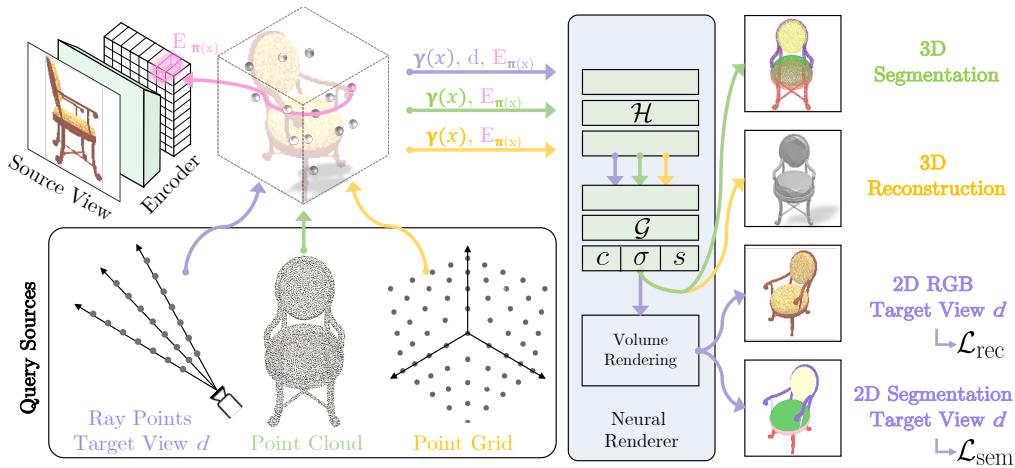 E π(x)
Source View
Encoder
γ(x), d, E π(x)
γ(x), E π(x)
γ(x), E π(x)
Query Sources
Ray Points
Target View d
Point Cloud
Point Grid
H
G
c σ s
Volume
Rendering
Neural
Renderer
3D
Segmentation
3D
Reconstruction
2D RGB
Target View d
L rec
2D Segmentation
Target View d
L sem